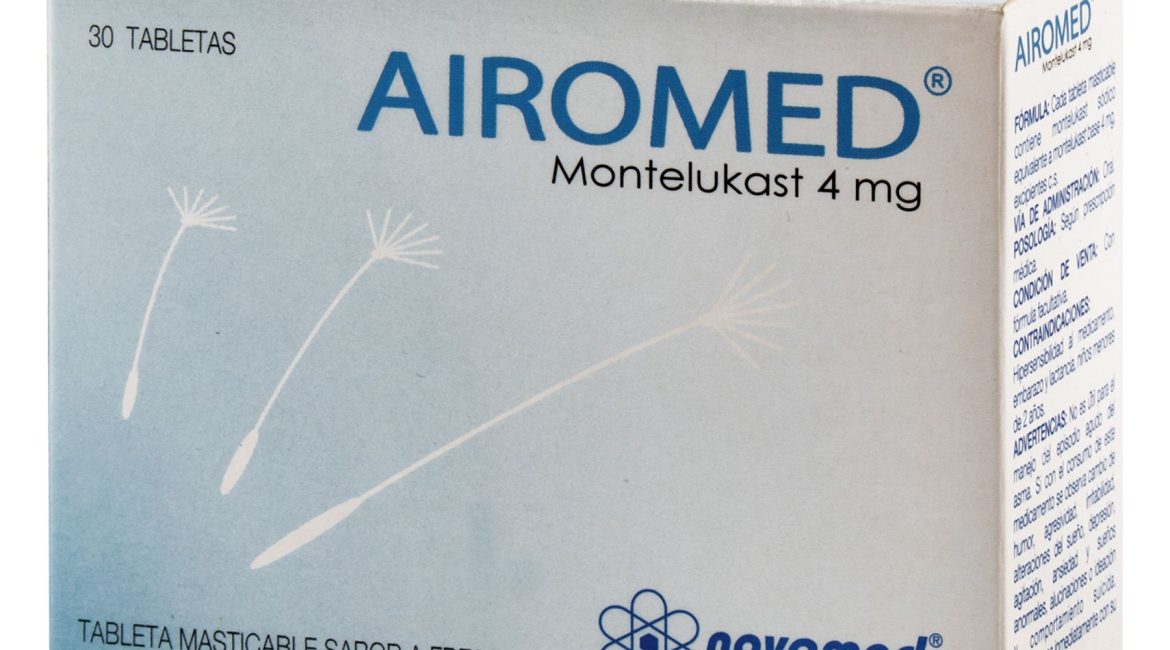 30 TABLETAS
AIROMED®
Montelukast 4 mg
TABLETA MASTICABLE SABOR A
novomed®
AIROMED
Montelukast 4 mg
FÓRMULA: Cada tableta masticable
contiene montelukast sódico
equivalente a montelukast base 4 mg,
excipientes c.s.
VÍA DE ADMINISTRACIÓN: Oral.
POSOLOGÍA: Según prescripción
médica.
CONDICIÓN DE VENTA: Con
fórmula facultativa.
CONTRAINDICACIONES:
Hipersensibilidad al medicamento,
embarazo y lactancia, niños menores
de 2 años.
ADVERTENCIAS: No es útil para el
manejo del episodio agudo del
asma. Si con el consumo de este
medicamento se observa cambio de
humor, agresividad, irritabilidad,
alteraciones del sueño, depresión,
agitación, ansiedad y sueños
anormales, alucinaciones o ideación
y comportamiento suicida,
inmediatamente con su